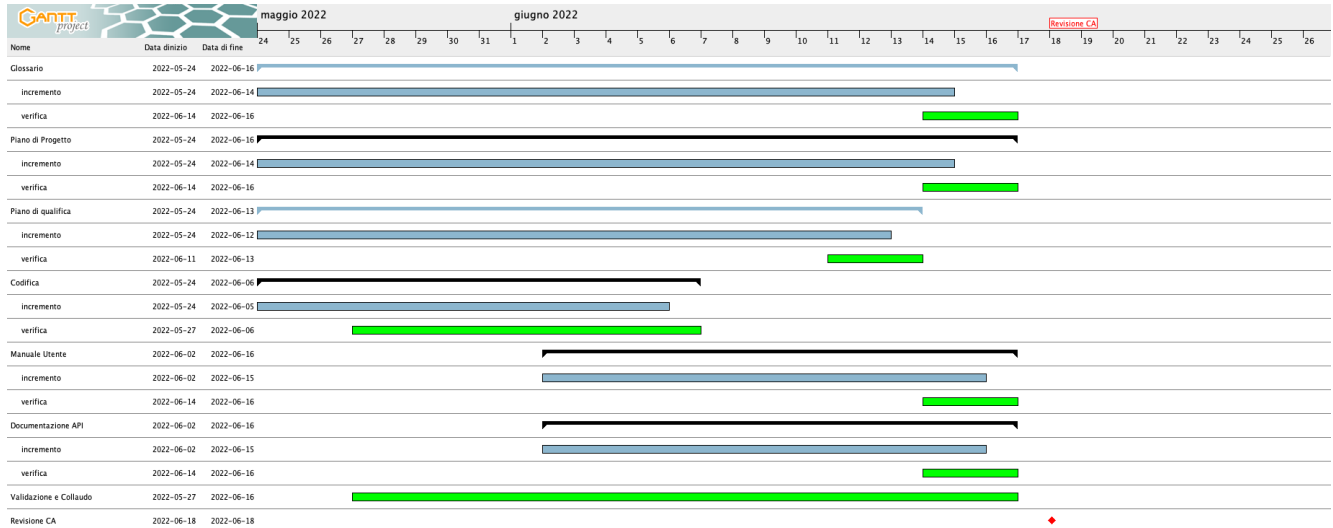 GANTT project
maggio 2022 giugno 2022
Revisione CA
Nome Data dinizio Data di fine 24 25 26 27 28 29 30 31 1 2 3 4 5 6 7 8 9 10 11 12 13 14 15 16 17 18 19 20 21 22 23 24 25 26
Glossario 2022-05-24 2022-06-16
incremento 2022-05-24 2022-06-14
verifica 2022-06-14 2022-06-16
Piano di Progetto 2022-05-24 2022-06-16
incremento 2022-05-24 2022-06-14
verifica 2022-06-14 2022-06-16
Piano di qualifica 2022-05-24 2022-06-13
incremento 2022-05-24 2022-06-12
verifica 2022-06-11 2022-06-13
Codifica 2022-05-24 2022-06-06
incremento 2022-05-24 2022-06-05
verifica 2022-05-27 2022-06-06
Manuale Utente 2022-06-02 2022-06-16
incremento 2022-06-02 2022-06-15
verifica 2022-06-14 2022-06-16
Documentazione API 2022-06-02 2022-06-16
incremento 2022-06-02 2022-06-15
verifica 2022-06-14 2022-06-16
Validazione e Collaudo 2022-05-27 2022-06-16
Revisione CA 2022-06-18 2022-06-18